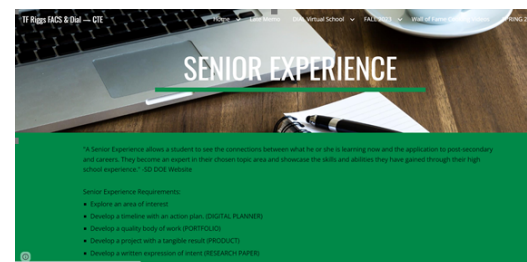 TF Riggs FACS & Dial — CTE
Home Dial Virtual School FALL 2023 Wall of Fame
SENIOR EXPERIENCE
"A Senior Experience allows a student to see the connections between what he or she is learning now and the application to post-secondary
and careers. They become an expert in their chosen topic area and showcase the skills and abilities they have gained through their high
school experience." -SD DOE Website
Senior Experience Requirements:
• Explore an area of interest
• Develop a timeline with an action plan. (DIGITAL PLANNER)
• Develop a quality body of work (PORTFOLIO)
• Develop a project with a tangible result (PRODUCT)
• Develop a written expression of intent (RESEARCH PAPER)